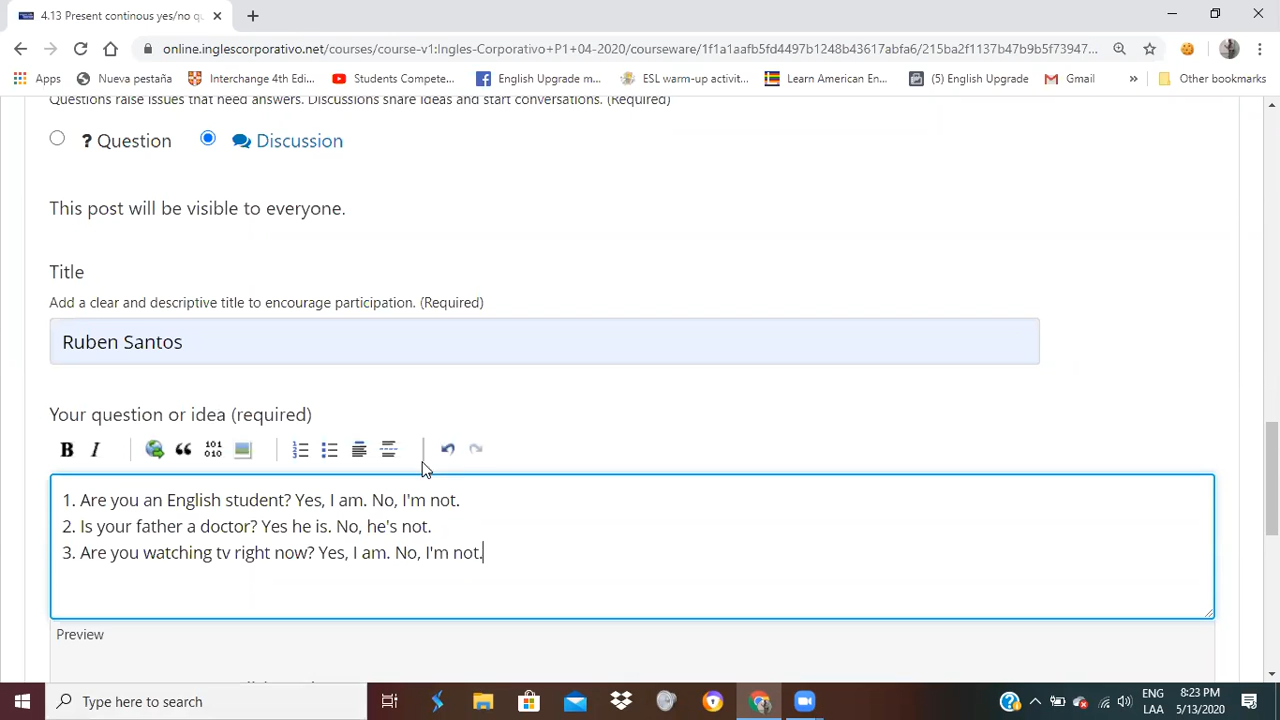 4.13 Present continous yes/no qu
online.inglescorporativo.net/courses/course-v1:Ingles-Corporativo+P1+04-2020/courseware/1f1a1aafb5fd4497b1248b43617abfa6/215ba2f1137b47b9b5f73947...
Apps Nueva pestaña Interchange 4th Edi... Students Compete... English Upgrade m... ESL warm-up activit... Learn American En... (5) English Upgrade Gmail » Other bookmarks
Questions raise issues that need answers. Discussions share ideas and start conversations. (Required)
? Question Discussion
This post will be visible to everyone.
Title
Add a clear and descriptive title to encourage participation. (Required)
Ruben Santos
Your question or idea (required)
B I 101 010
1. Are you an English student? Yes, I am. No, I'm not.
2. Is your father a doctor? Yes he is. No, he's not.
3. Are you watching tv right now? Yes, I am. No, I'm not.
Preview
Type here to search
ENG 8:23 PM
LAA 5/13/2020